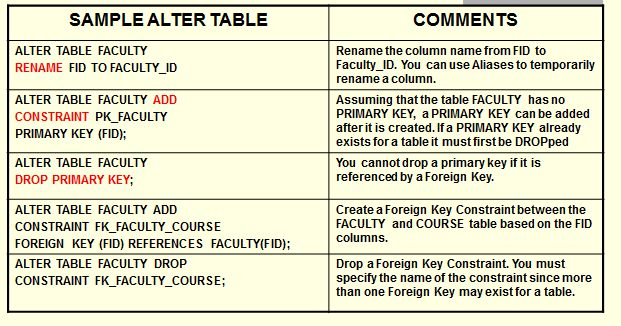 SAMPLE ALTER TABLE
COMMENTS
ALTER TABLE FACULTY
RENAME FID TO FACULTY_ID
Rename the column name from FID to
Faculty_ID. You can use Aliases to temporarily
rename a column.
ALTER TABLE FACULTY ADD
CONSTRAINT PK_FACULTY
PRIMARY KEY (FID);
Assuming that the table FACULTY has no
PRIMARY KEY, a PRIMARY KEY can be added
after it is created. If a PRIMARY KEY already
exists for a table it must first be DROPped
ALTER TABLE FACULTY
DROP PRIMARY KEY;
You cannot drop a primary key if it is
referenced by a Foreign Key.
ALTER TABLE FACULTY ADD
CONSTRAINT FK_FACULTY_COURSE
FOREIGN KEY (FID) REFERENCES FACULTY(FID);
Create a Foreign Key Constraint between the
FACULTY and COURSE table based on the FID
columns.
ALTER TABLE FACULTY DROP
CONSTRAINT FK_FACULTY_COURSE;
Drop a Foreign Key Constraint. You must
specify the name of the constraint since more
than one Foreign Key may exist for a table.